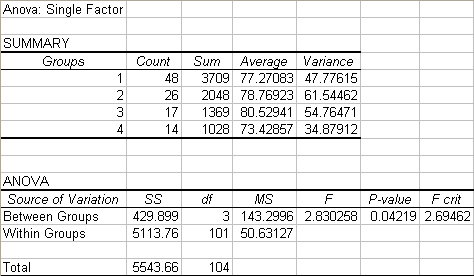 Anova: Single Factor
SUMMARY
Groups Count Sum Average Variance
1 48 3709 77.27083 47.77615
2 26 2048 78.76923 61.54462
3 17 1369 80.52941 54.76471
4 14 1028 73.42857 34.87912
ANOVA
Source of Variation SS df MS F P-value F crit
Between Groups 429.899 3 143.2996 2.830258 0.04219 2.69462
Within Groups 5113.76 101 50.63127
Total 5543.66 104